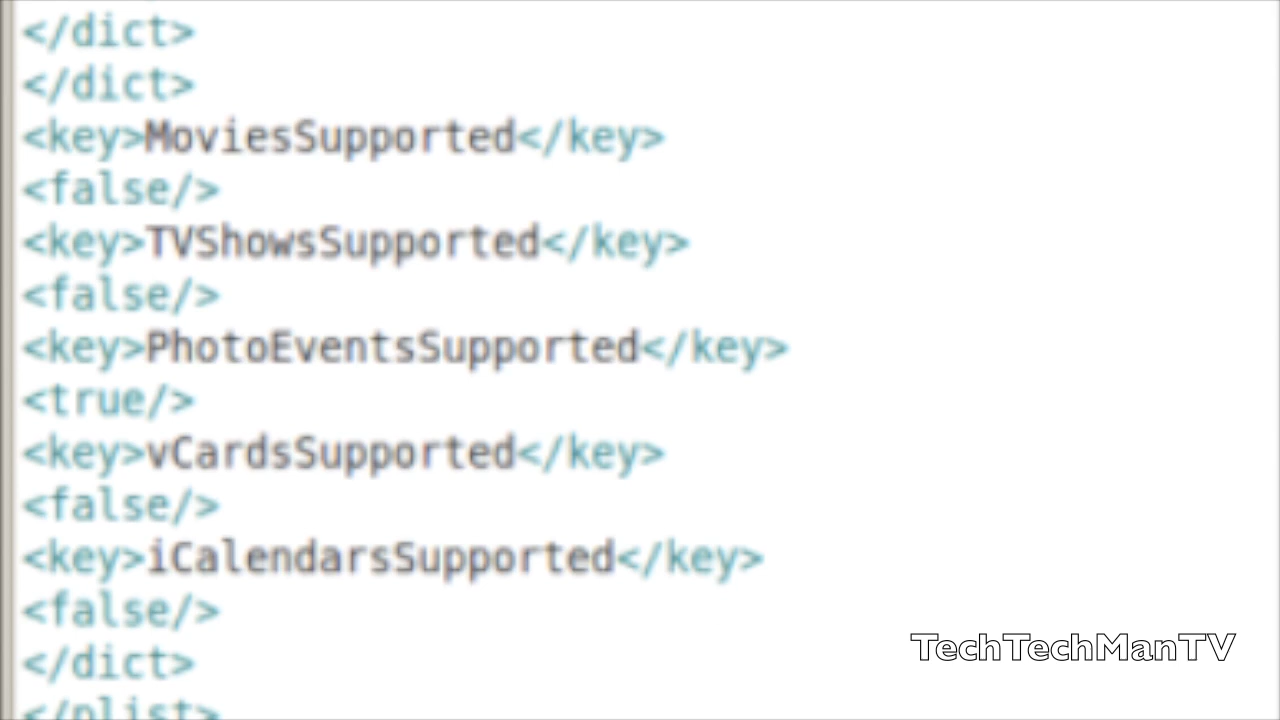 </dict>
</dict>
<key>MoviesSupported</key>
<false/>
<key>TVShowsSupported</key>
<false/>
<key>PhotoEventsSupported</key>
<true/>
<key>vCardsSupported</key>
<false/>
<key>iCalendarsSupported</key>
<false/>
</dict>
</plist>
TechTechManTV